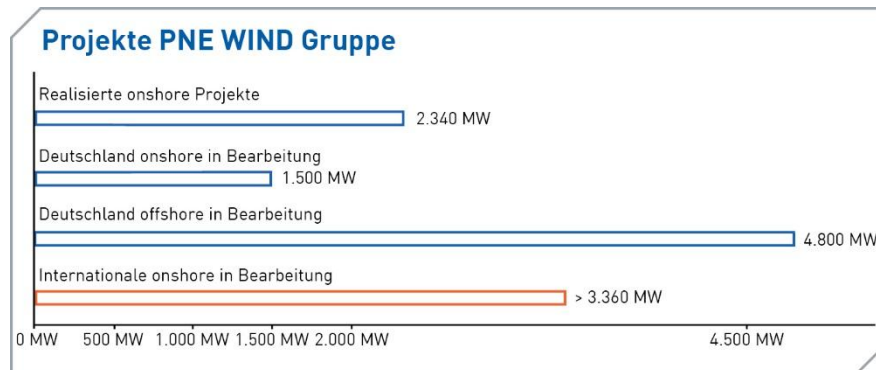 Projekte PNE WIND Gruppe
Realisierte onshore Projekte
2.340 MW
Deutschland onshore in Bearbeitung
1.500 MW
Deutschland offshore in Bearbeitung
4.800 MW
Internationale onshore in Bearbeitung
> 3.360 MW
0 MW 500 MW 1.000 MW 1.500 MW 2.000 MW 4.500 MW